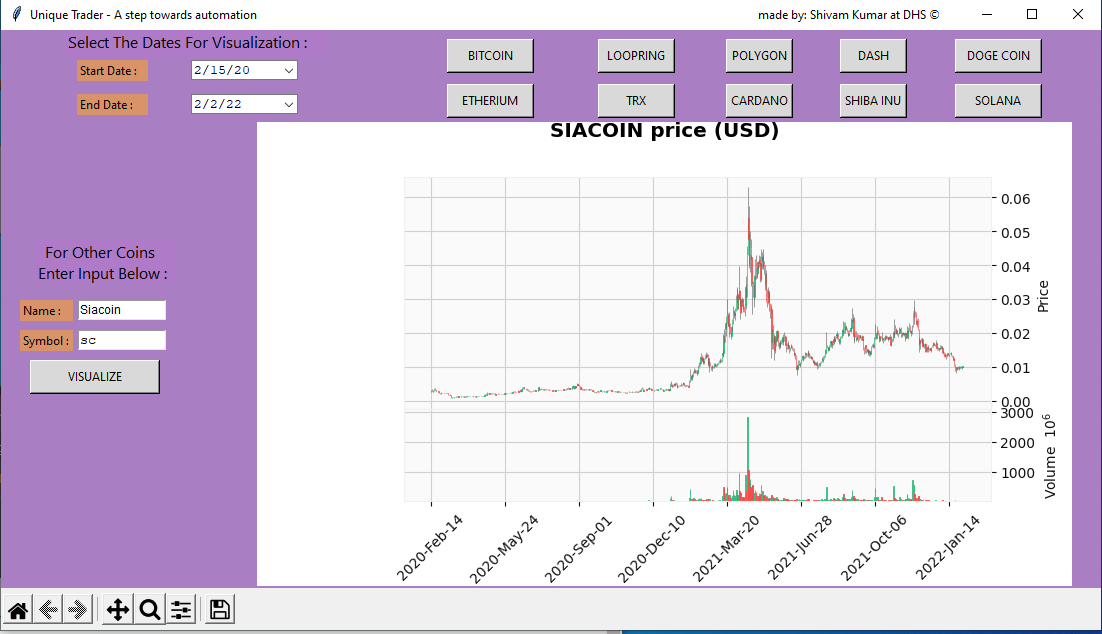 Unique Trader - A step towards automation made by: Shivam Kumar at DHS ©
Select The Dates For Visualization :
Start Date : 2/15/20
End Date : 2/2/22
BITCOIN LOOPRING POLYGON DASH DOGE COIN
ETHERIUM TRX CARDANO SHIBA INU SOLANA
SIACOIN price (USD)
For Other Coins
Enter Input Below :
Name : Siacoin
Symbol : sc
VISUALIZE
0.06
0.05
0.04
0.03
0.02
0.01
0.00
Price
3000
2000
1000
Volume 10⁶
2020-Feb-14 2020-May-24 2020-Sep-01 2020-Dec-10 2021-Mar-20 2021-Jun-28 2021-Oct-06 2022-Jan-14